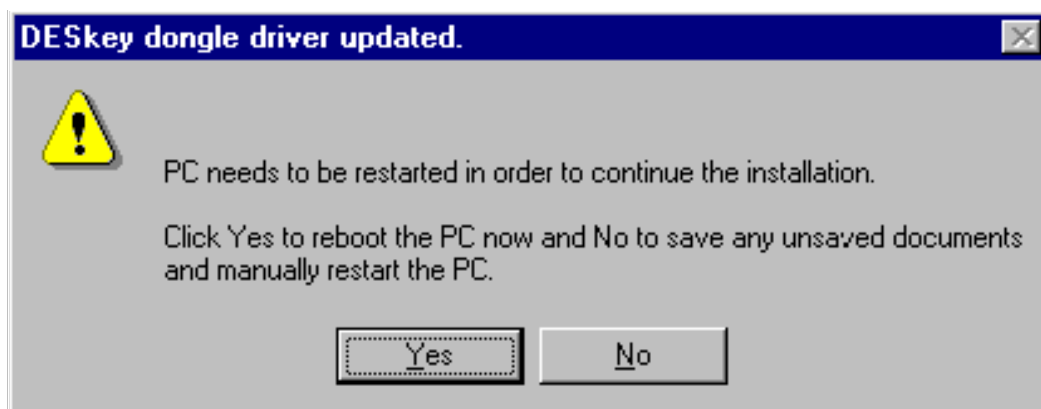 DESkey dongle driver updated.
PC needs to be restarted in order to continue the installation.
Click Yes to reboot the PC now and No to save any unsaved documents
and manually restart the PC.
Yes
No